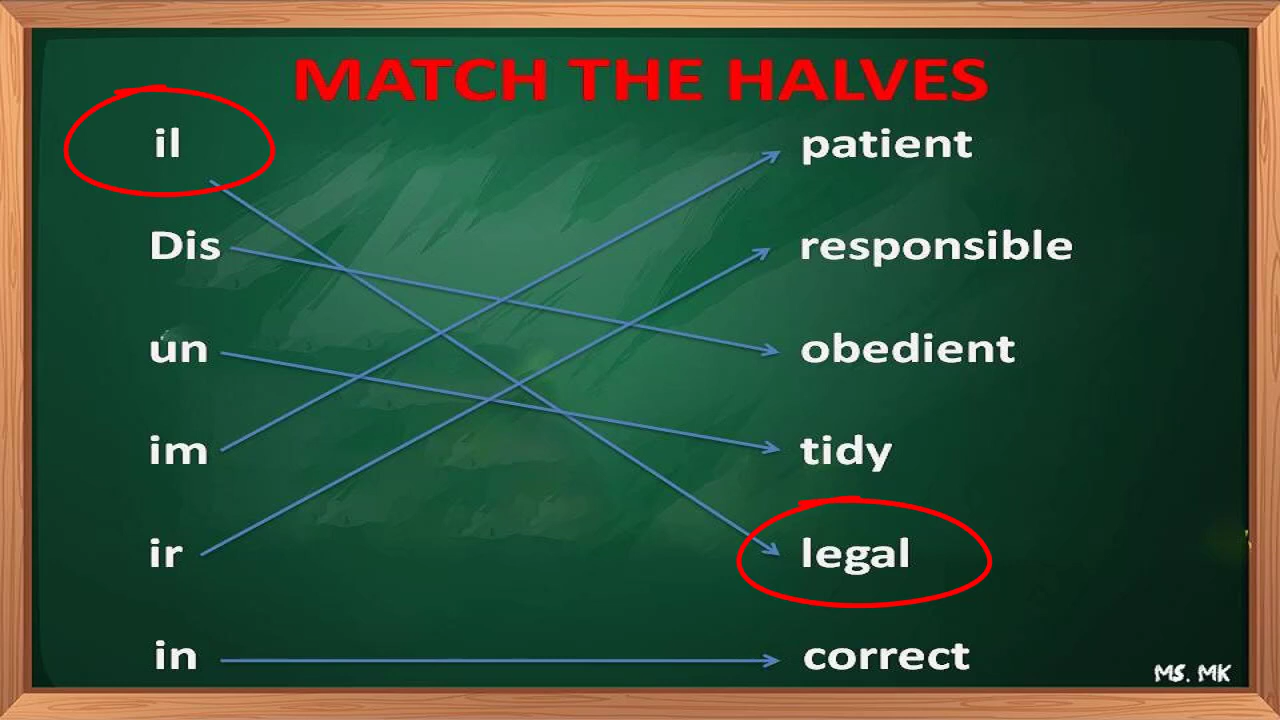 MATCH THE HALVES
il patient
Dis responsible
un obedient
im tidy
ir legal
in correct
MS. MK